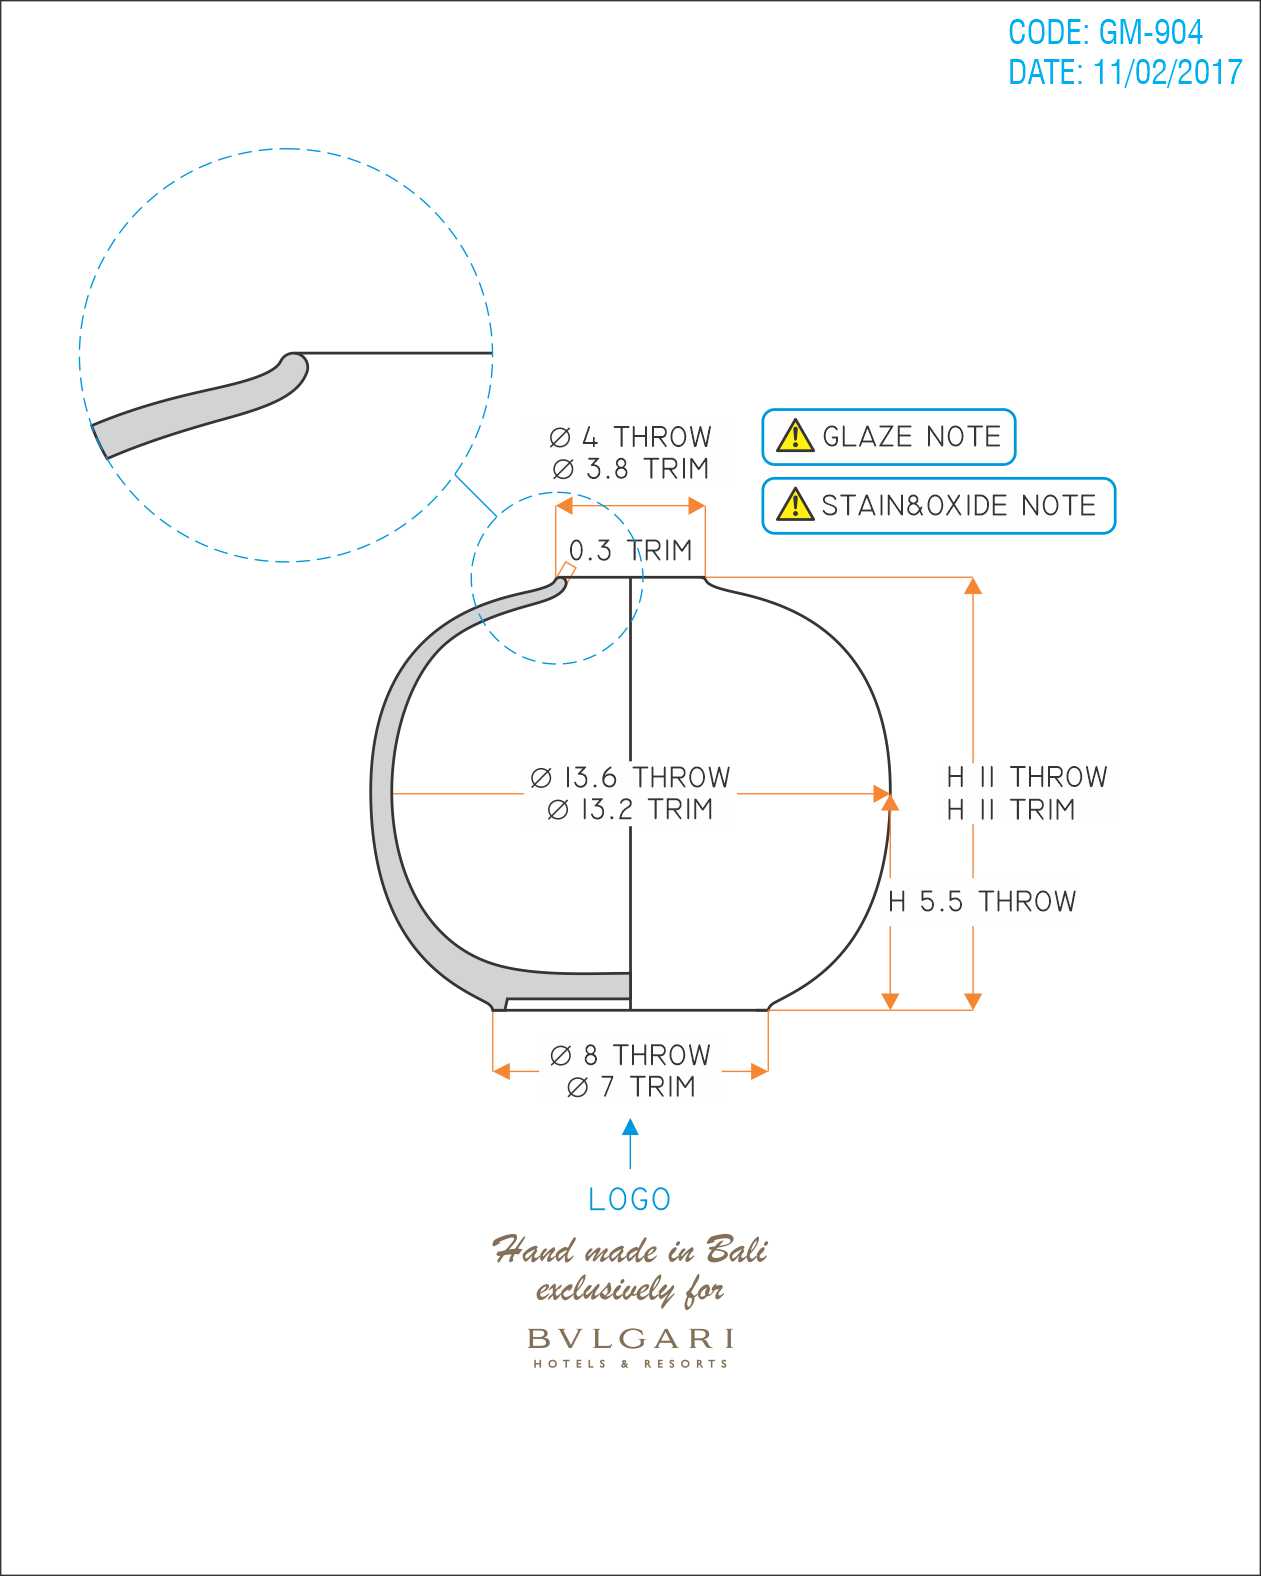 CODE: GM-904
DATE: 11/02/2017
Ø 4 THROW
Ø 3.8 TRIM
GLAZE NOTE
STAIN&OXIDE NOTE
0.3 TRIM
Ø 13.6 THROW
Ø 13.2 TRIM
H 11 THROW
H 11 TRIM
H 5.5 THROW
Ø 8 THROW
Ø 7 TRIM
LOGO
Hand made in Bali
exclusively for
BVLGARI
HOTELS & RESORTS